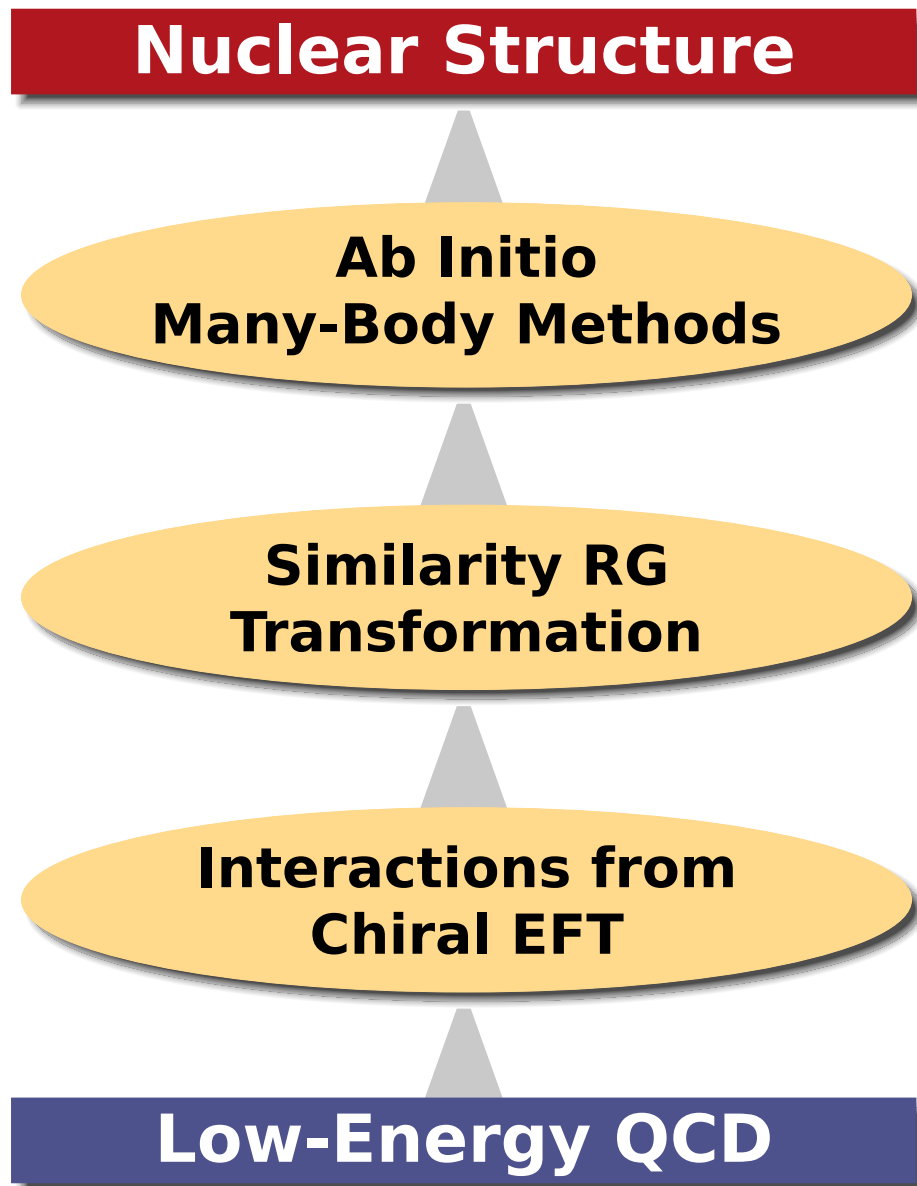 Nuclear Structure
Ab Initio
Many-Body Methods
Similarity RG
Transformation
Interactions from
Chiral EFT
Low-Energy QCD